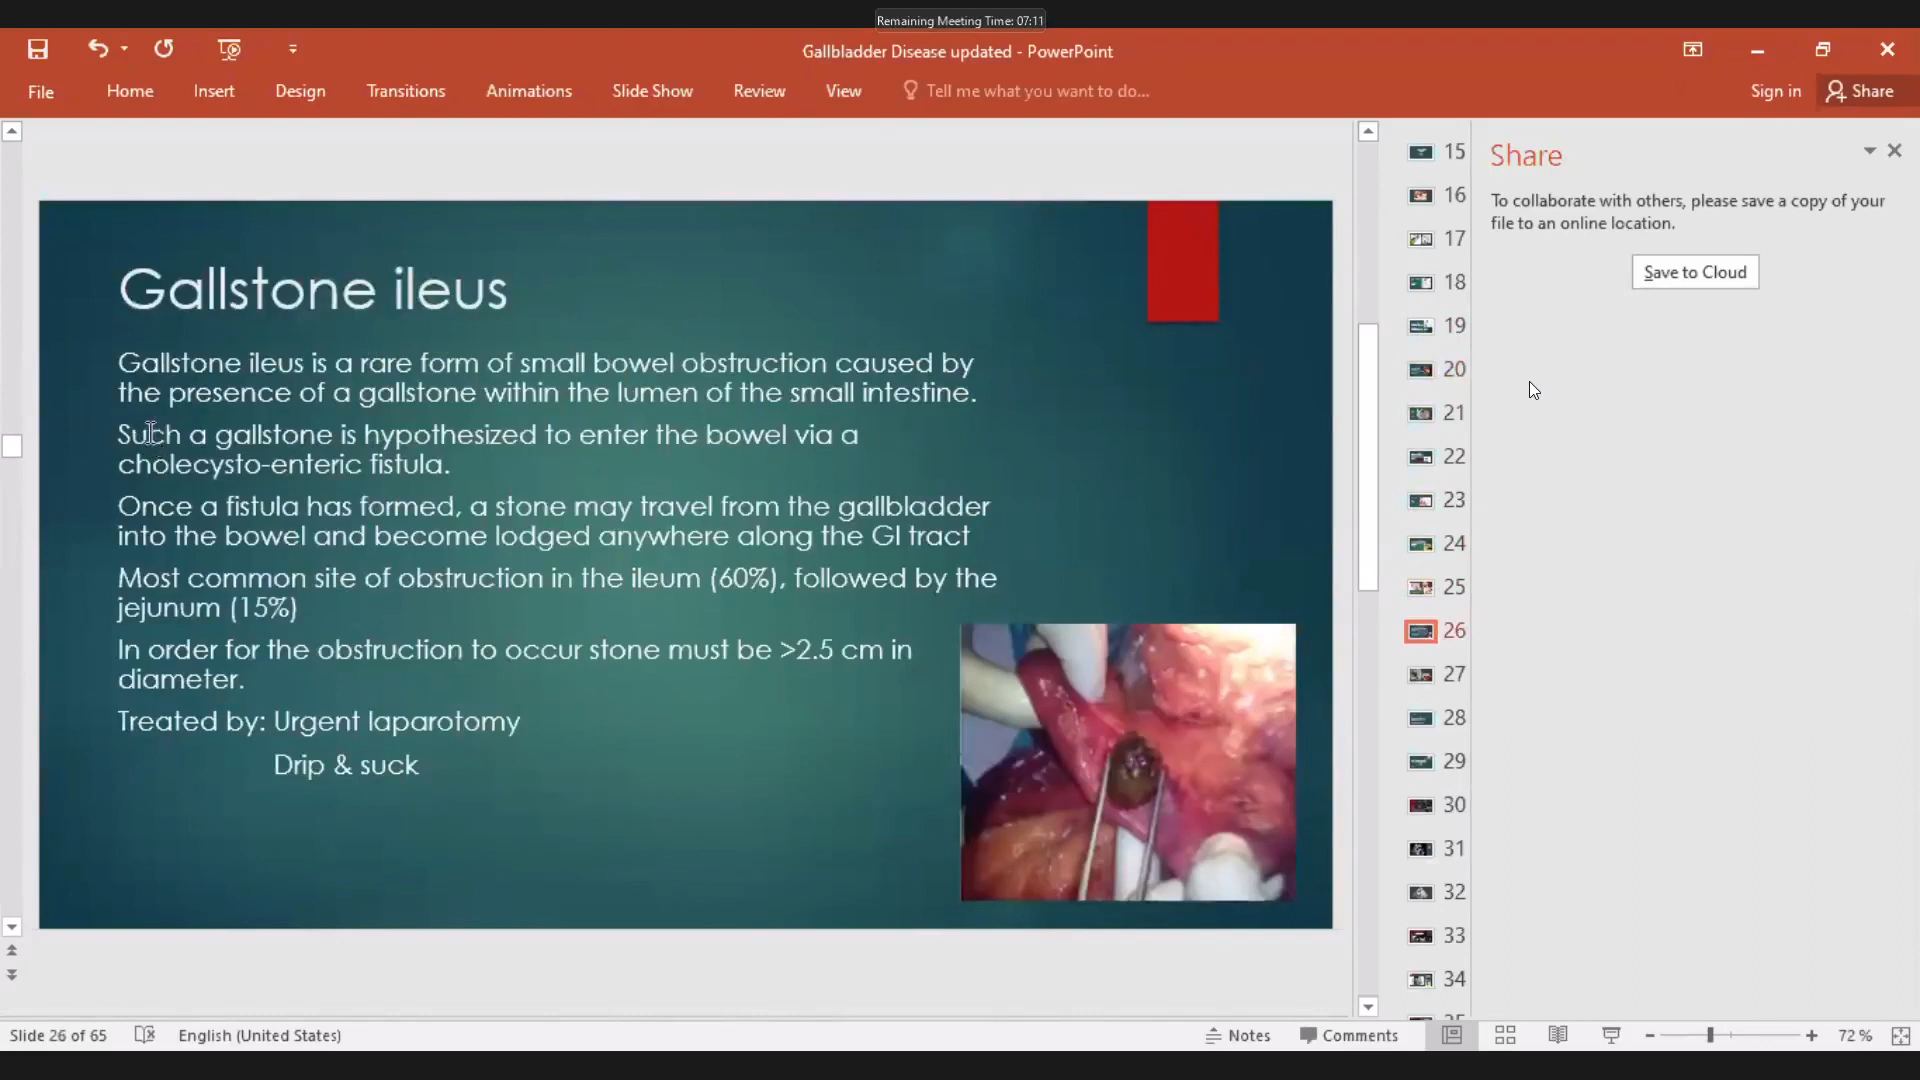 Remaining Meeting Time: 07:11
Gallbladder Disease updated - PowerPoint
File Home Insert Design Transitions Animations Slide Show Review View Tell me what you want to do... Sign in Share
Gallstone ileus
Gallstone ileus is a rare form of small bowel obstruction caused by
the presence of a gallstone within the lumen of the small intestine.
Such a gallstone is hypothesized to enter the bowel via a
cholecysto-enteric fistula.
Once a fistula has formed, a stone may travel from the gallbladder
into the bowel and become lodged anywhere along the GI tract
Most common site of obstruction in the ileum (60%), followed by the
jejunum (15%)
In order for the obstruction to occur stone must be >2.5 cm in
diameter.
Treated by: Urgent laparotomy
Drip & suck
15
16
17
18
19
20
21
22
23
24
25
26
27
28
29
30
31
32
33
34
Share
To collaborate with others, please save a copy of your
file to an online location.
Save to Cloud
Slide 26 of 65 English (United States) Notes Comments 72 %